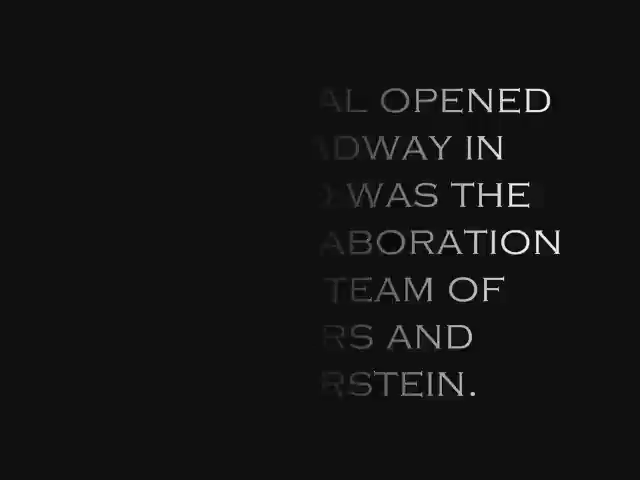 AL OPENED
ADWAY IN
WAS THE
ABORATION
TEAM OF
RS AND
RSTEIN.